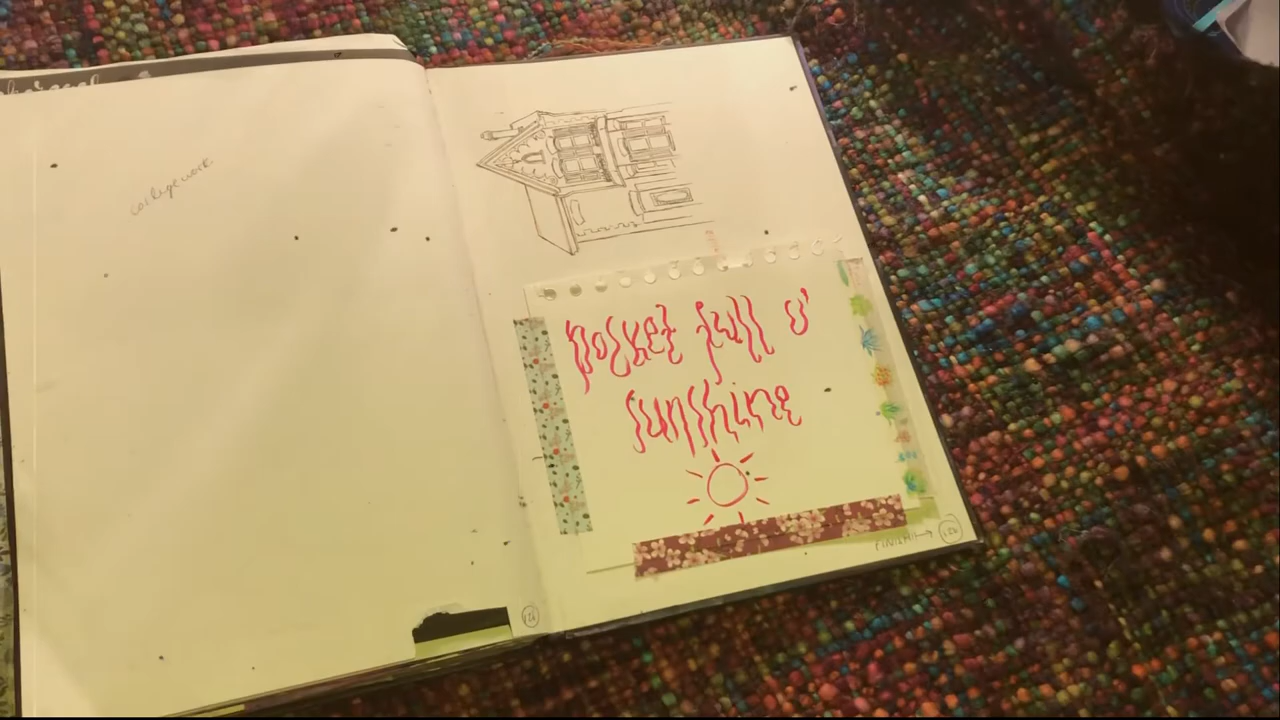 college work
pocket full o'
sunshine
FINISH →
126